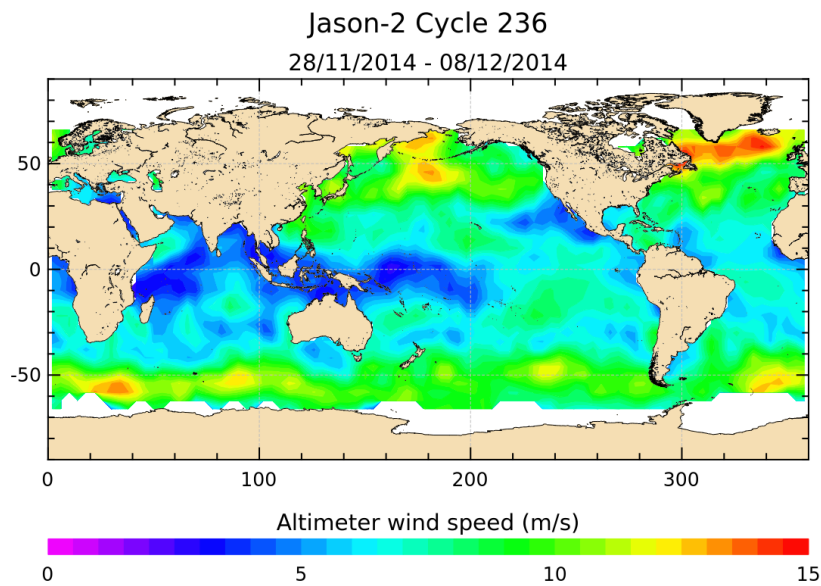 Jason-2 Cycle 236
28/11/2014 - 08/12/2014
50
0
-50
0 100 200 300
Altimeter wind speed (m/s)
0 5 10 15